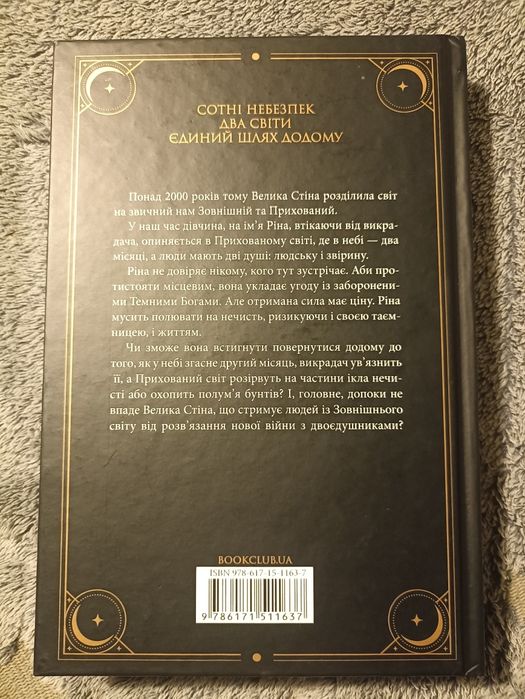 СОТНІ НЕБЕЗПЕК
ДВА СВІТИ
ЄДИНИЙ ШЛЯХ ДОДОМУ
Понад 2000 років тому Велика Стіна розділила світ
на звичний нам Зовнішній та Прихований.
У наш час дівчина, на ім'я Ріна, втікаючи від викра-
дача, опиняється в Прихованому світі, де в небі — два
місяці, а люди мають дві душі: людську і звірину.
Ріна не довіряє нікому, кого тут зустрічає. Аби про-
тистояти місцевим, вона укладає угоду із заборонени-
ми Темними Богами. Але отримана сила має ціну. Ріна
мусить полювати на нечисть, ризикуючи і своєю таєм-
ницею, і життям.
Чи зможе вона встигнути повернутися додому до
того, як у небі згасне другий місяць, викрадач ув'язнить
її, а Прихований світ розірвуть на частини ікла нечи-
сті або охопить полум'я бунтів? І, головне, допоки не
впаде Велика Стіна, що стримує людей із Зовнішнього
світу від розв'язання нової війни з двоєдушниками?
BOOKCLUB.UA
ISBN 978-617-15-1163-7
9 786171 511637